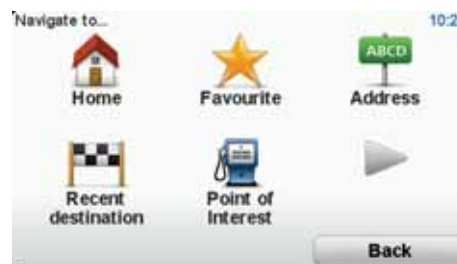 Navigate to...
10:2
Home
Favourite
ABCD
Address
Recent
destination
Point of
Interest
Back